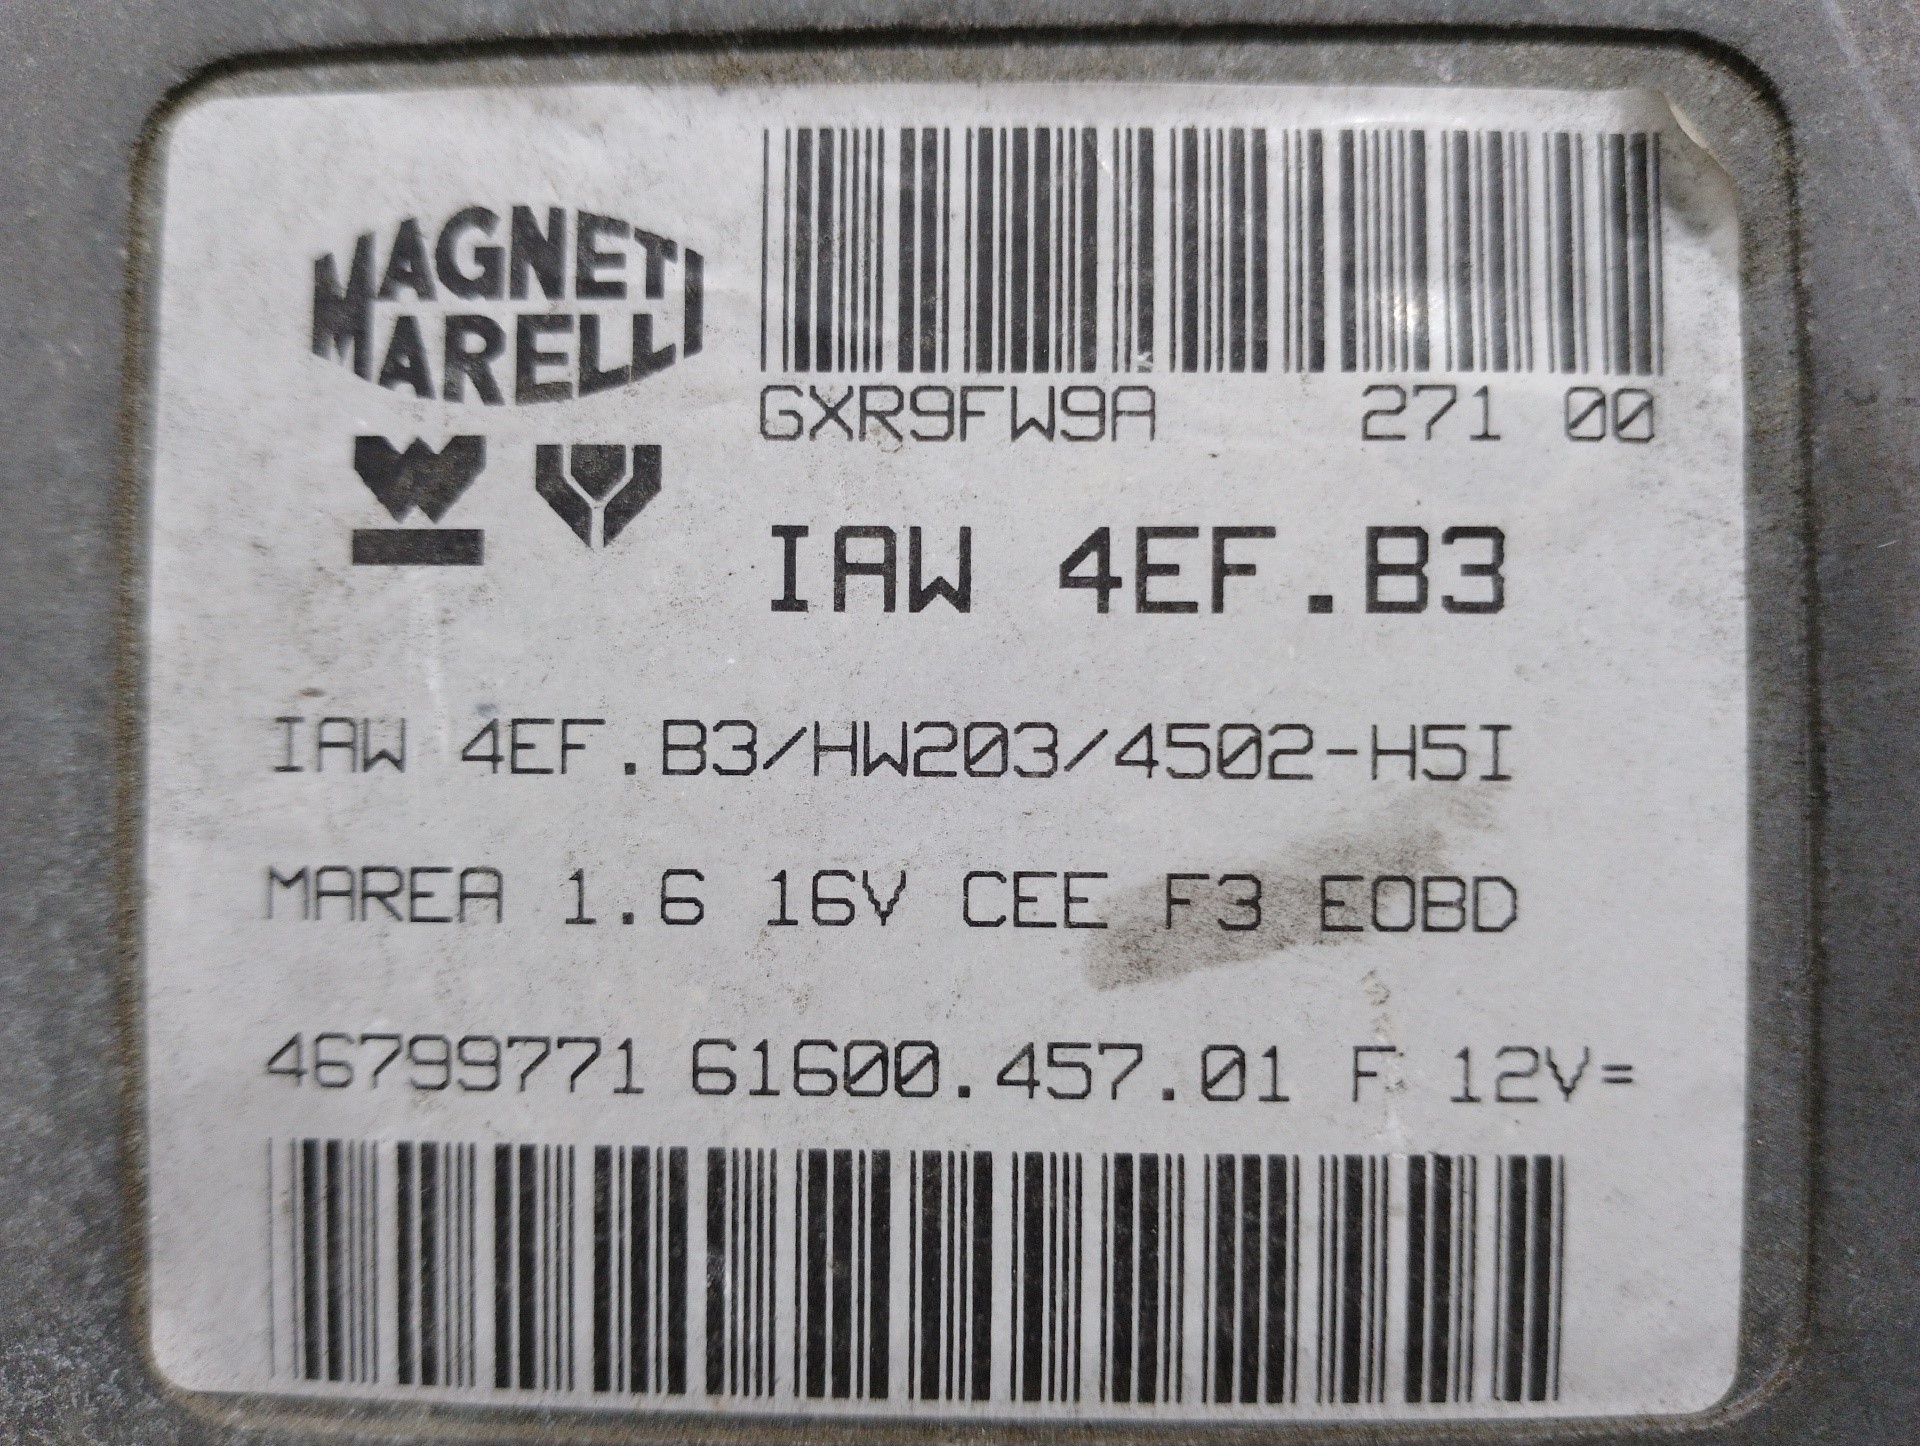 MAGNETI
MARELLI
GXR9FW9A 271 00
IAW 4EF.B3
IAW 4EF.B3/HW203/4502-H5I
MAREA 1.6 16V CEE F3 EOBD
46799771 61600.457.01 F 12V=